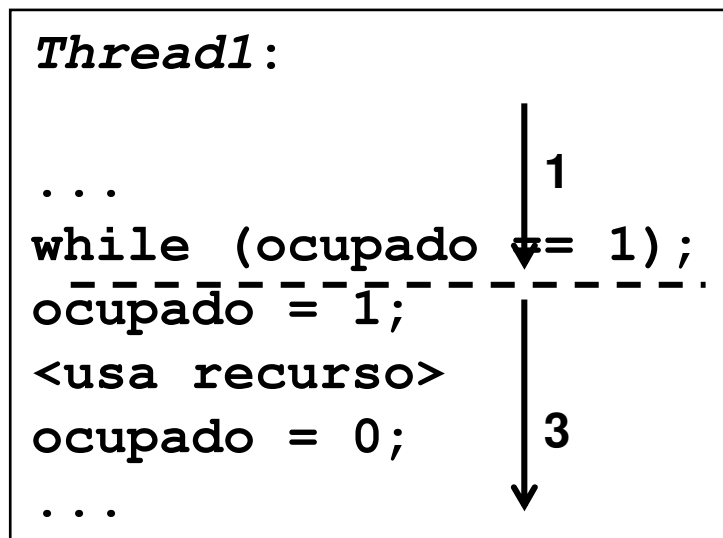 Thread1:
1
...
while (ocupado == 1);
ocupado = 1;
<usa recurso>
ocupado = 0;
3
...